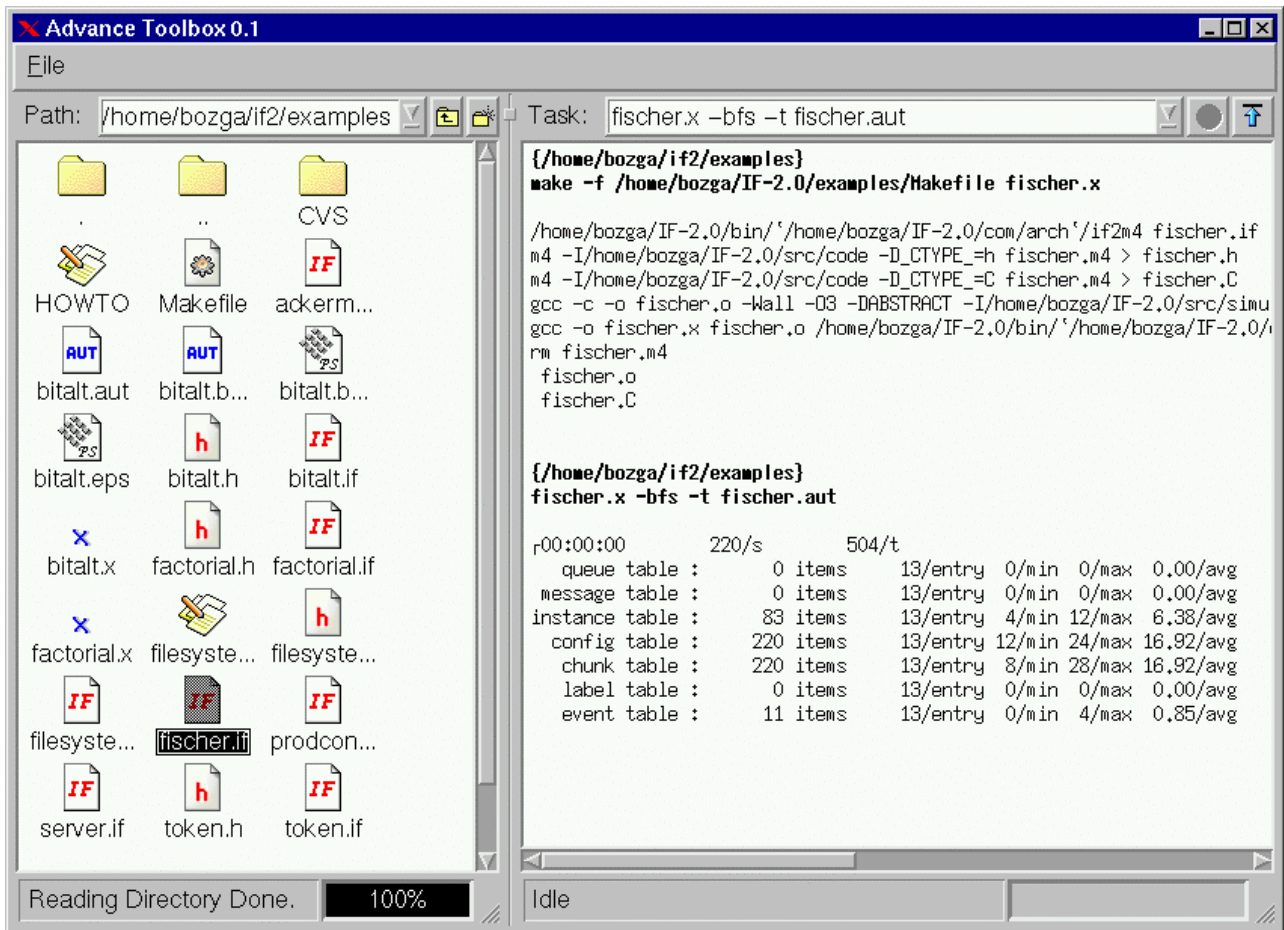 Advance Toolbox 0.1
File
Path: /home/bozga/if2/examples
. .. CVS
HOWTO Makefile ackerm...
AUT AUT PS
bitalt.aut bitalt.b... bitalt.b...
PS h IF
bitalt.eps bitalt.h bitalt.if
x h IF
bitalt.x factorial.h factorial.if
x h
factorial.x filesyste... filesyste...
IF IF IF
filesyste... fischer.if prodcon...
IF h IF
server.if token.h token.if
Reading Directory Done. 100%
Task: fischer.x -bfs -t fischer.aut
{/home/bozga/if2/examples}
make -f /home/bozga/IF-2.0/examples/Makefile fischer.x
/home/bozga/IF-2.0/bin/`/home/bozga/IF-2.0/com/arch`/if2m4 fischer.if
m4 -I/home/bozga/IF-2.0/src/code -D_CTYPE_=h fischer.m4 > fischer.h
m4 -I/home/bozga/IF-2.0/src/code -D_CTYPE_=C fischer.m4 > fischer.C
gcc -c -o fischer.o -Wall -O3 -DABSTRACT -I/home/bozga/IF-2.0/src/simu
gcc -o fischer.x fischer.o /home/bozga/IF-2.0/bin/`/home/bozga/IF-2.0/
rm fischer.m4
fischer.o
fischer.C
{/home/bozga/if2/examples}
fischer.x -bfs -t fischer.aut
┌00:00:00 220/s 504/t
queue table : 0 items 13/entry 0/min 0/max 0.00/avg
message table : 0 items 13/entry 0/min 0/max 0.00/avg
instance table : 83 items 13/entry 4/min 12/max 6.38/avg
config table : 220 items 13/entry 12/min 24/max 16.92/avg
chunk table : 220 items 13/entry 8/min 28/max 16.92/avg
label table : 0 items 13/entry 0/min 0/max 0.00/avg
event table : 11 items 13/entry 0/min 4/max 0.85/avg
Idle